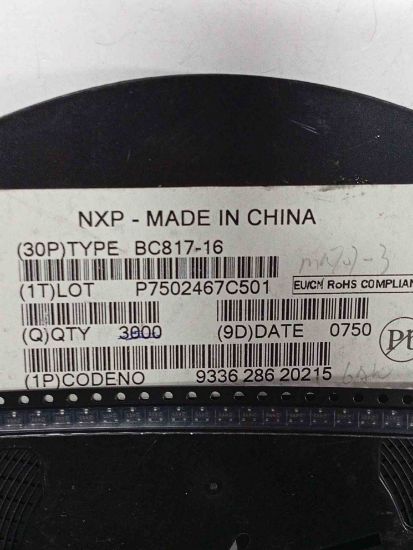 NXP - MADE IN CHINA
(30P)TYPE BC817-16
(1T)LOT P7502467C501
EU/CN RoHS COMPLIAN
(Q)QTY 3000 (9D)DATE 0750
(1P)CODENO 9336 286 20215